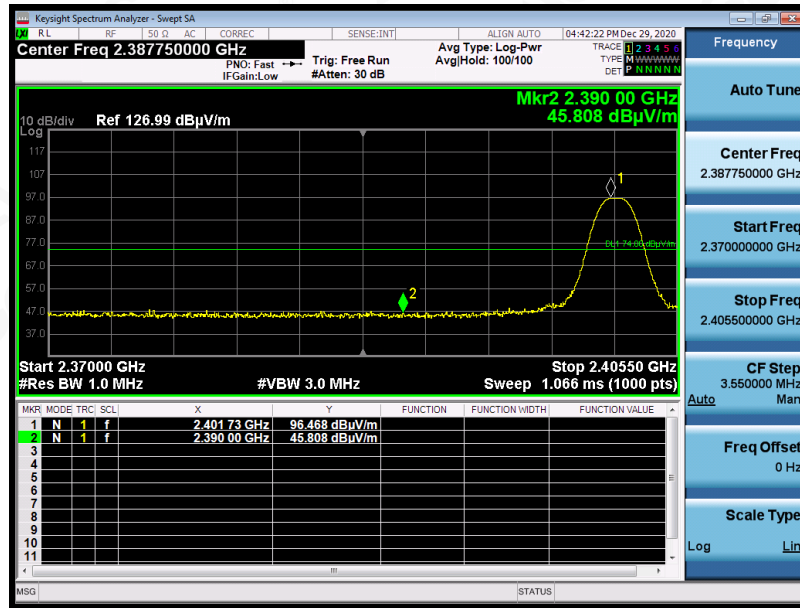 Keysight Spectrum Analyzer - Swept SA
LXI RL RF 50 Ω AC CORREC SENSE:INT ALIGN AUTO 04:42:22 PM Dec 29, 2020
Center Freq 2.387750000 GHz
PNO: Fast
IFGain:Low
Trig: Free Run
#Atten: 30 dB
Avg Type: Log-Pwr
Avg|Hold: 100/100
TRACE 1 2 3 4 5 6
TYPE M WWWWW
DET P N N N N N
Mkr2 2.390 00 GHz
45.808 dBµV/m
10 dB/div Ref 126.99 dBµV/m
Log
117
107
97.0
87.0
77.0
67.0
57.0
47.0
37.0
1
2
DL1 74.00 dBµV/m
Start 2.37000 GHz Stop 2.40550 GHz
#Res BW 1.0 MHz #VBW 3.0 MHz Sweep 1.066 ms (1000 pts)
MKR MODE TRC SCL X Y FUNCTION FUNCTION WIDTH FUNCTION VALUE
1 N 1 f 2.401 73 GHz 96.468 dBµV/m
2 N 1 f 2.390 00 GHz 45.808 dBµV/m
3
4
5
6
7
8
9
10
11
MSG STATUS
Frequency
Auto Tune
Center Freq
2.387750000 GHz
Start Freq
2.370000000 GHz
Stop Freq
2.405500000 GHz
CF Step
3.550000 MHz
Auto Man
Freq Offset
0 Hz
Scale Type
Log Lin